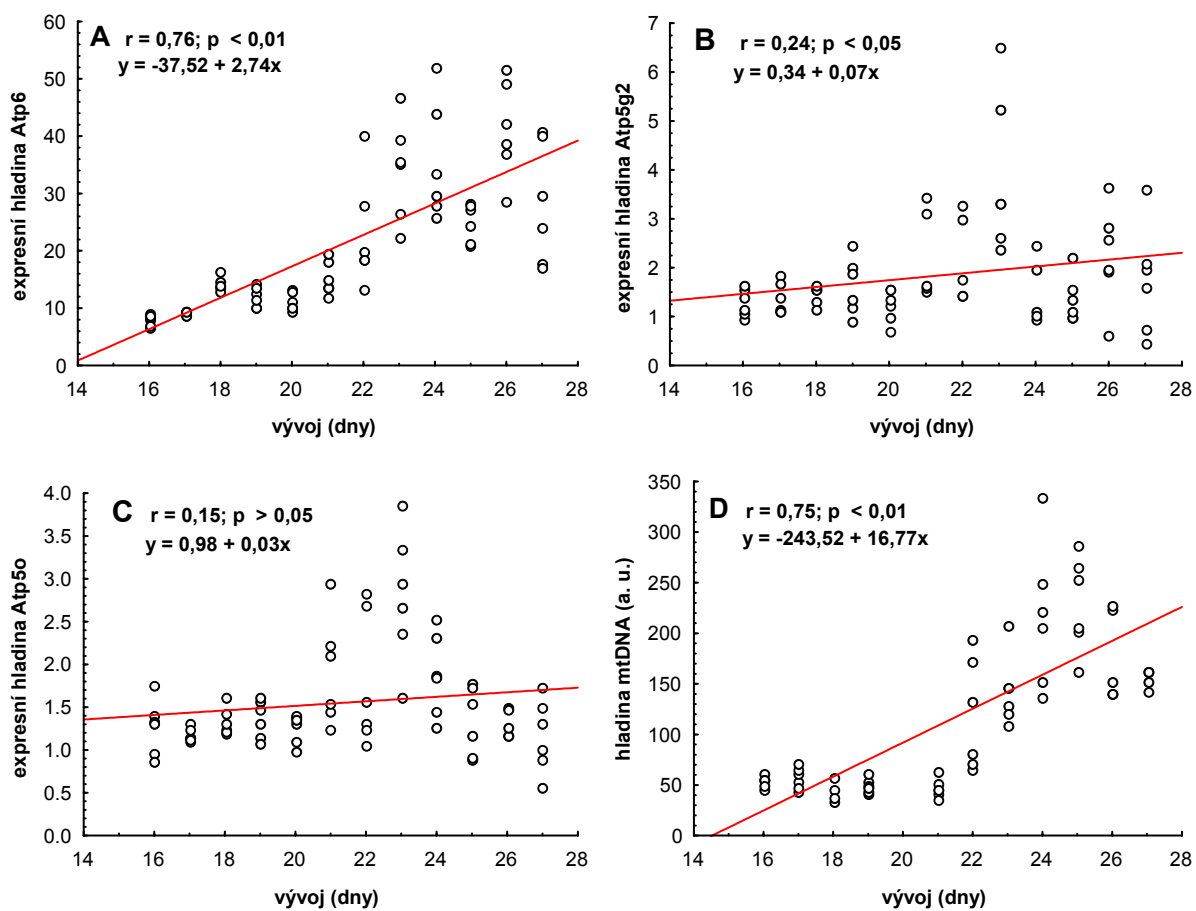 A r = 0,76; p < 0,01
y = -37,52 + 2,74x
expresní hladina Atp6
60
50
40
30
20
10
0
14 16 18 20 22 24 26 28
vývoj (dny)
B r = 0,24; p < 0,05
y = 0,34 + 0,07x
expresní hladina Atp5g2
7
6
5
4
3
2
1
0
14 16 18 20 22 24 26 28
vývoj (dny)
C r = 0,15; p > 0,05
y = 0,98 + 0,03x
expresní hladina Atp5o
4.0
3.5
3.0
2.5
2.0
1.5
1.0
0.5
0.0
14 16 18 20 22 24 26 28
vývoj (dny)
D r = 0,75; p < 0,01
y = -243,52 + 16,77x
hladina mtDNA (a. u.)
350
300
250
200
150
100
50
0
14 16 18 20 22 24 26 28
vývoj (dny)